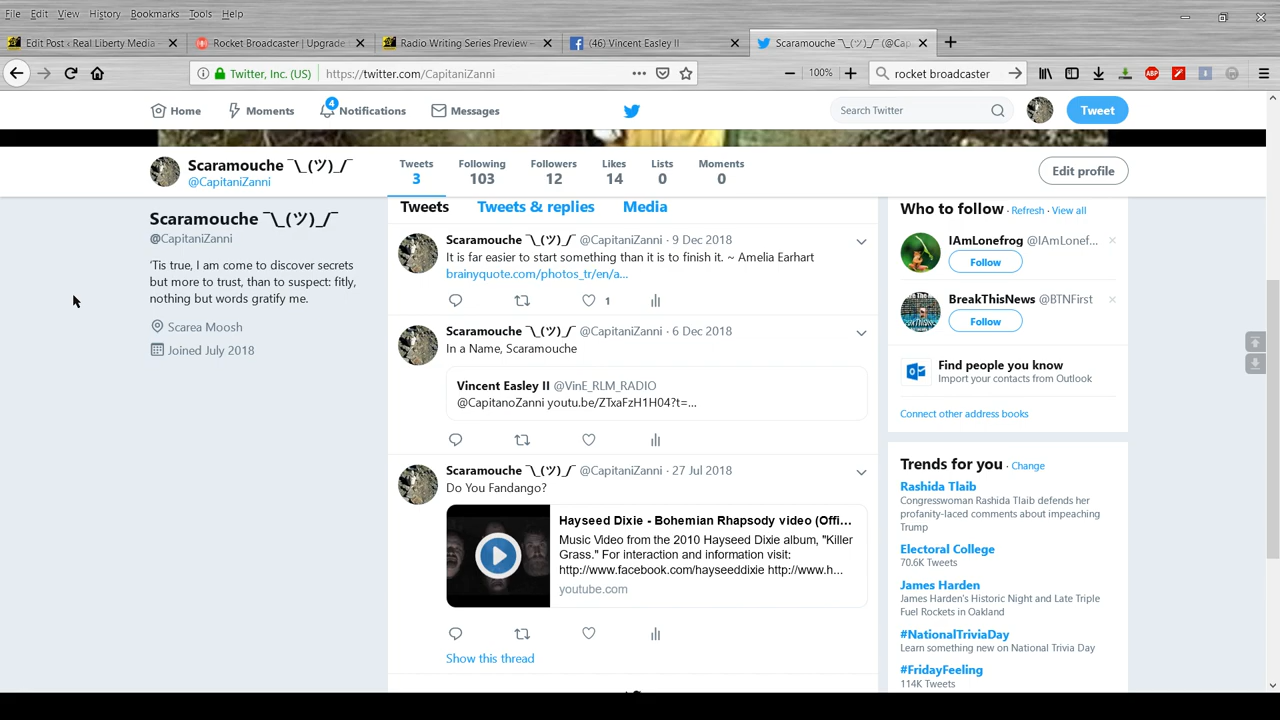 File Edit View History Bookmarks Tools Help
Edit Post ‹ Real Liberty Media -
Rocket Broadcaster | Upgrade
Radio Writing Series Preview –
(46) Vincent Easley II
Scaramouche ¯\_(ツ)_/¯ (@Cap
Twitter, Inc. (US)
https://twitter.com/CapitaniZanni
100%
rocket broadcaster
ABP
Home
Moments
4
Notifications
Messages
Search Twitter
Tweet
Scaramouche ¯\_(ツ)_/¯
@CapitaniZanni
Tweets
3
Following
103
Followers
12
Likes
14
Lists
0
Moments
0
Edit profile
Scaramouche ¯\_(ツ)_/¯
@CapitaniZanni
'Tis true, I am come to discover secrets
but more to trust, than to suspect: fitly,
nothing but words gratify me.
Scarea Moosh
Joined July 2018
Tweets
Tweets & replies
Media
Scaramouche ¯\_(ツ)_/¯ @CapitaniZanni · 9 Dec 2018
It is far easier to start something than it is to finish it. ~ Amelia Earhart
brainyquote.com/photos_tr/en/a...
1
Scaramouche ¯\_(ツ)_/¯ @CapitaniZanni · 6 Dec 2018
In a Name, Scaramouche
Vincent Easley II @VinE_RLM_RADIO
@CapitanoZanni youtu.be/ZTxaFzH1H04?t=...
Scaramouche ¯\_(ツ)_/¯ @CapitaniZanni · 27 Jul 2018
Do You Fandango?
Hayseed Dixie - Bohemian Rhapsody video (Offi...
Music Video from the 2010 Hayseed Dixie album, "Killer
Grass." For interaction and information visit:
http://www.facebook.com/hayseeddixie http://www.h...
youtube.com
Show this thread
Who to follow · Refresh · View all
IAmLonefrog @IAmLonef...
Follow
BreakThisNews @BTNFirst
Follow
Find people you know
Import your contacts from Outlook
Connect other address books
Trends for you · Change
Rashida Tlaib
Congresswoman Rashida Tlaib defends her
profanity-laced comments about impeaching
Trump
Electoral College
70.6K Tweets
James Harden
James Harden's Historic Night and Late Triple
Fuel Rockets in Oakland
#NationalTriviaDay
Learn something new on National Trivia Day
#FridayFeeling
114K Tweets